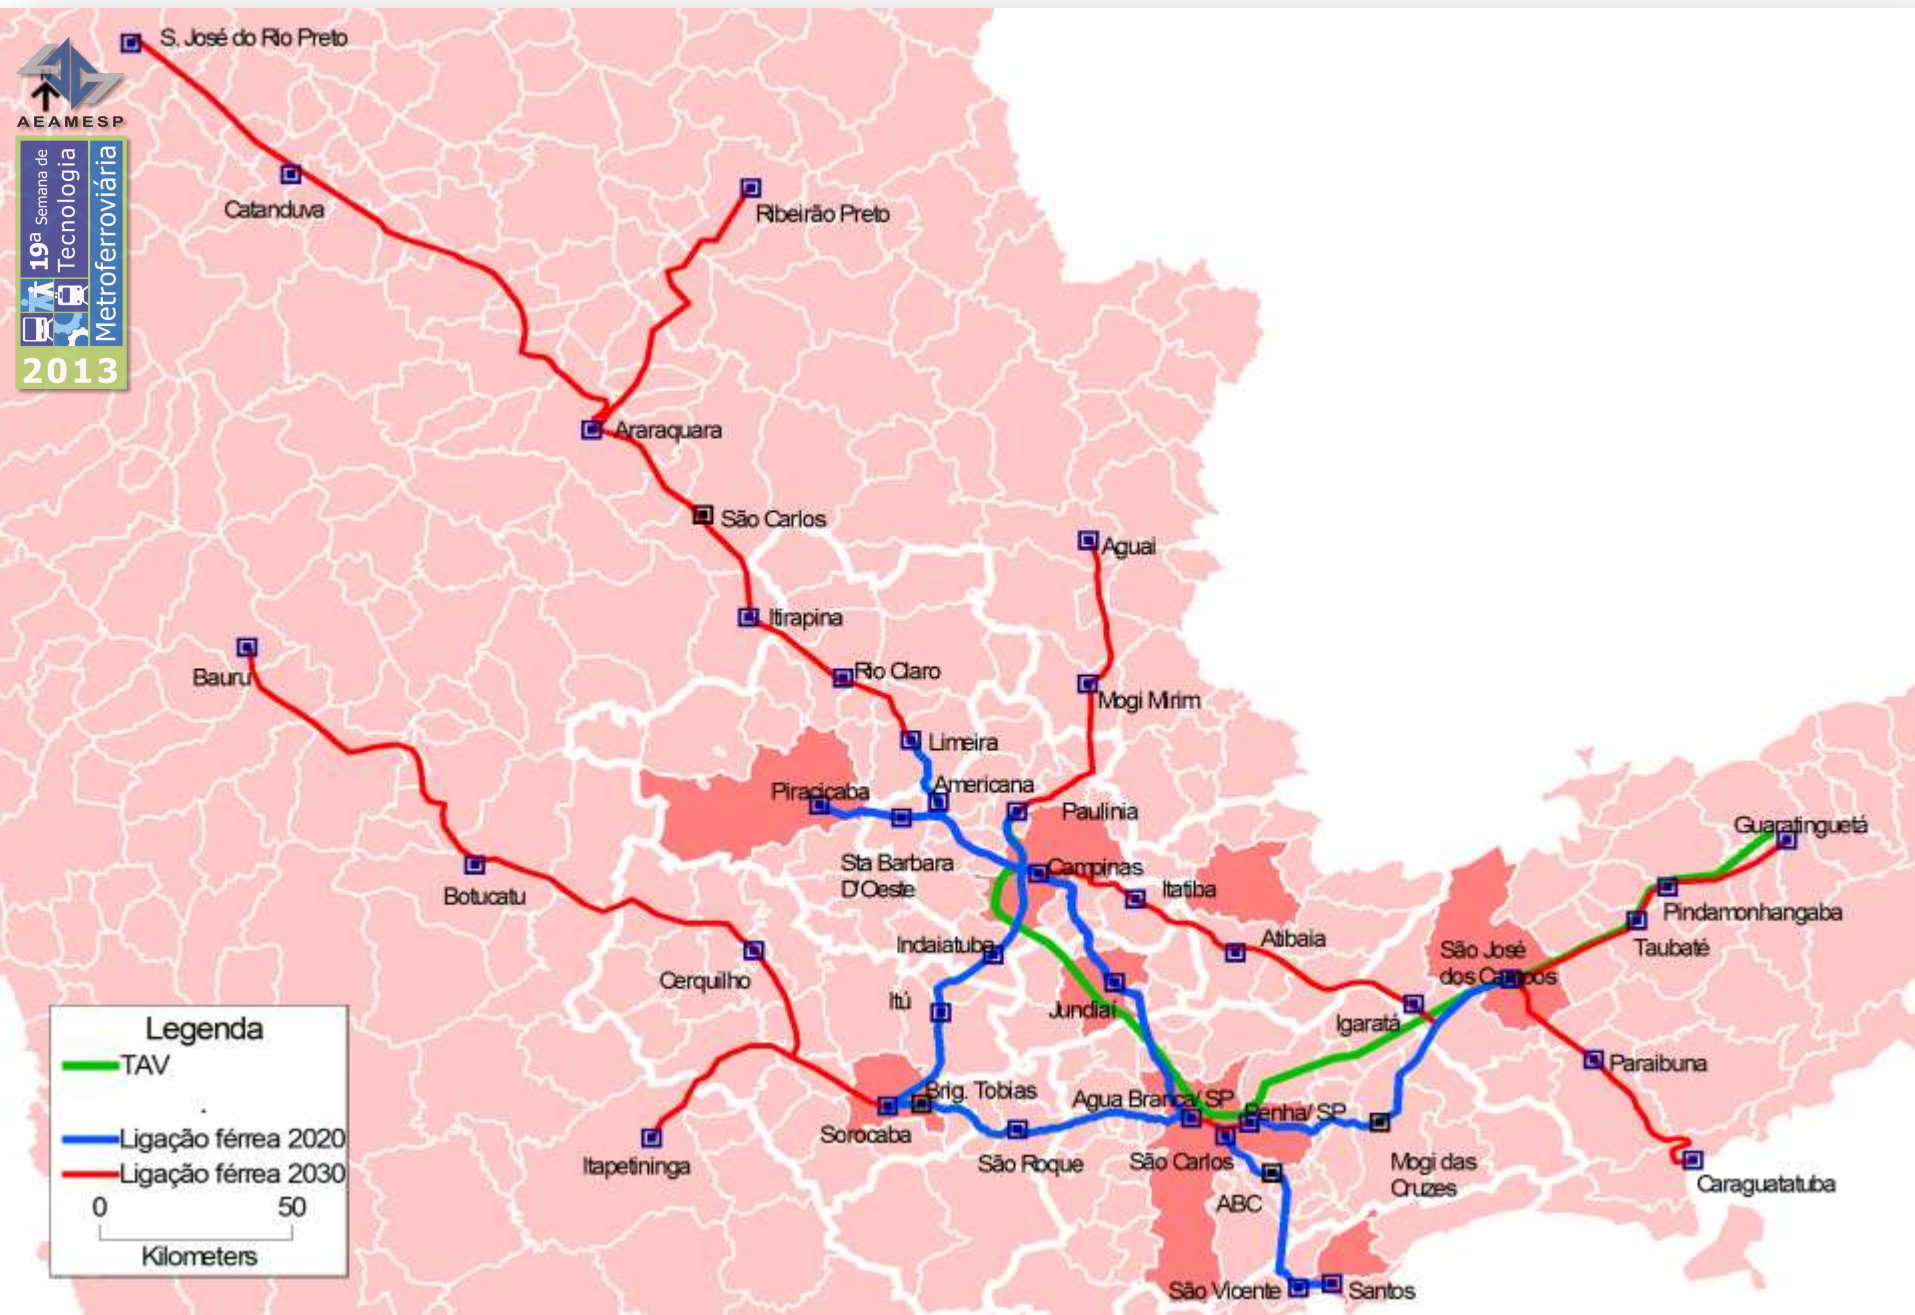 S. José do Rio Preto
AEAMESP
19ª Semana de
Tecnologia
Metroferroviária
2013
Catanduva
Ribeirão Preto
Araraquara
São Carlos
Aguai
Itirapina
Bauru
Rio Claro
Mogi Mirim
Limeira
Americana
Piracicaba
Paulínia
Guaratinguetá
Sta Barbara
D'Oeste
Campinas
Itatiba
Botucatu
Pindamonhangaba
Indaiatuba
Atibaia
São José
dos Campos
Taubaté
Cerquilho
Itú
Jundiaí
Igaratá
Legenda
TAV
Ligação férrea 2020
Ligação férrea 2030
0 50
Kilometers
Brig. Tobias
Agua Branca/ SP
Penha/ SP
Paraibuna
Sorocaba
Itapetininga
São Roque
São Carlos
Mogi das
Cruzes
ABC
Caraguatatuba
São Vicente
Santos